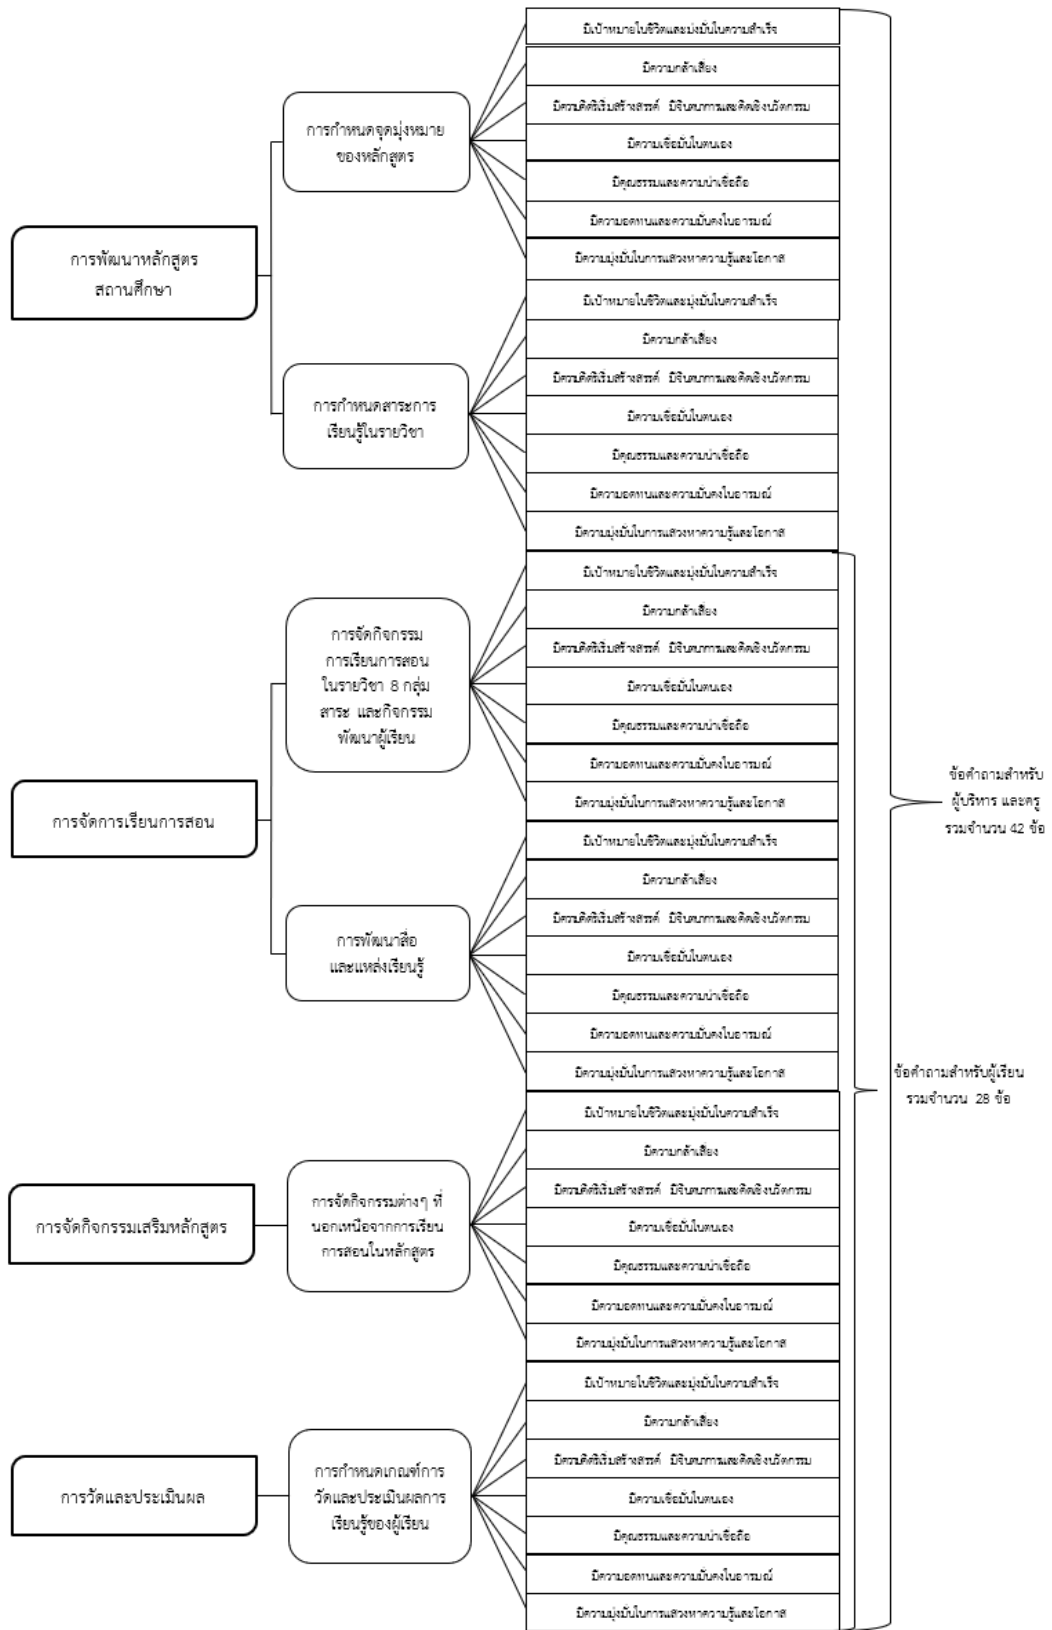 การพัฒนาหลักสูตร
สถานศึกษา
การกำหนดจุดมุ่งหมาย
ของหลักสูตร
มีเป้าหมายในชีวิตและมุ่งมั่นในความสำเร็จ
มีความกล้าเสี่ยง
มีความคิดริเริ่มสร้างสรรค์ มีจินตนาการและคิดเชิงนวัตกรรม
มีความเชื่อมั่นในตนเอง
มีคุณธรรมและความน่าเชื่อถือ
มีความอดทนและความมั่นคงในอารมณ์
มีความมุ่งมั่นในการแสวงหาความรู้และโอกาส
การกำหนดสาระการ
เรียนรู้ในรายวิชา
มีเป้าหมายในชีวิตและมุ่งมั่นในความสำเร็จ
มีความกล้าเสี่ยง
มีความคิดริเริ่มสร้างสรรค์ มีจินตนาการและคิดเชิงนวัตกรรม
มีความเชื่อมั่นในตนเอง
มีคุณธรรมและความน่าเชื่อถือ
มีความอดทนและความมั่นคงในอารมณ์
มีความมุ่งมั่นในการแสวงหาความรู้และโอกาส
การจัดการเรียนการสอน
การจัดกิจกรรม
การเรียนการสอน
ในรายวิชา 8 กลุ่ม
สาระ และกิจกรรม
พัฒนาผู้เรียน
มีเป้าหมายในชีวิตและมุ่งมั่นในความสำเร็จ
มีความกล้าเสี่ยง
มีความคิดริเริ่มสร้างสรรค์ มีจินตนาการและคิดเชิงนวัตกรรม
มีความเชื่อมั่นในตนเอง
มีคุณธรรมและความน่าเชื่อถือ
มีความอดทนและความมั่นคงในอารมณ์
มีความมุ่งมั่นในการแสวงหาความรู้และโอกาส
การพัฒนาสื่อ
และแหล่งเรียนรู้
มีเป้าหมายในชีวิตและมุ่งมั่นในความสำเร็จ
มีความกล้าเสี่ยง
มีความคิดริเริ่มสร้างสรรค์ มีจินตนาการและคิดเชิงนวัตกรรม
มีความเชื่อมั่นในตนเอง
มีคุณธรรมและความน่าเชื่อถือ
มีความอดทนและความมั่นคงในอารมณ์
มีความมุ่งมั่นในการแสวงหาความรู้และโอกาส
การจัดกิจกรรมเสริมหลักสูตร
การจัดกิจกรรมต่างๆ ที่
นอกเหนือจากการเรียน
การสอนในหลักสูตร
มีเป้าหมายในชีวิตและมุ่งมั่นในความสำเร็จ
มีความกล้าเสี่ยง
มีความคิดริเริ่มสร้างสรรค์ มีจินตนาการและคิดเชิงนวัตกรรม
มีความเชื่อมั่นในตนเอง
มีคุณธรรมและความน่าเชื่อถือ
มีความอดทนและความมั่นคงในอารมณ์
มีความมุ่งมั่นในการแสวงหาความรู้และโอกาส
การวัดและประเมินผล
การกำหนดเกณฑ์การ
วัดและประเมินผลการ
เรียนรู้ของผู้เรียน
มีเป้าหมายในชีวิตและมุ่งมั่นในความสำเร็จ
มีความกล้าเสี่ยง
มีความคิดริเริ่มสร้างสรรค์ มีจินตนาการและคิดเชิงนวัตกรรม
มีความเชื่อมั่นในตนเอง
มีคุณธรรมและความน่าเชื่อถือ
มีความอดทนและความมั่นคงในอารมณ์
มีความมุ่งมั่นในการแสวงหาความรู้และโอกาส
ข้อคำถามสำหรับ
ผู้บริหาร และครู
รวมจำนวน 42 ข้อ
ข้อคำถามสำหรับผู้เรียน
รวมจำนวน 28 ข้อ